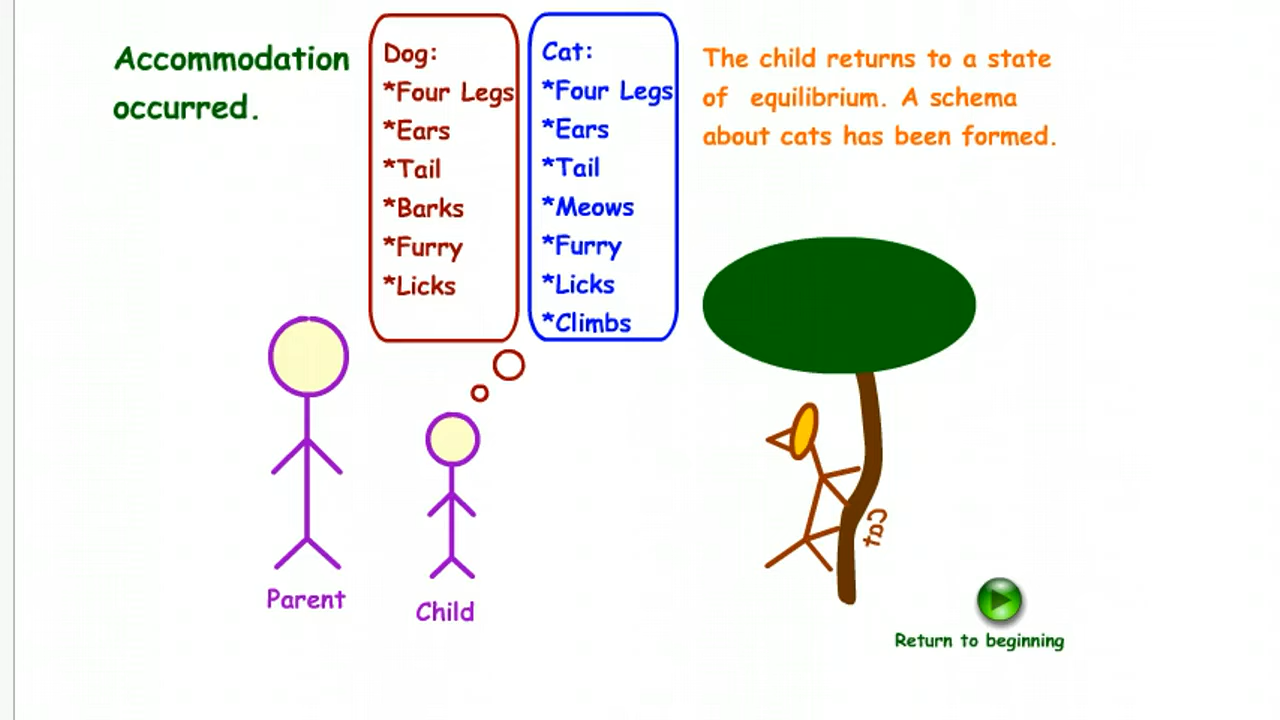 Accommodation
occurred.
Dog:
*Four Legs
*Ears
*Tail
*Barks
*Furry
*Licks
Cat:
*Four Legs
*Ears
*Tail
*Meows
*Furry
*Licks
*Climbs
The child returns to a state
of equilibrium. A schema
about cats has been formed.
Parent
Child
Cat
Return to beginning